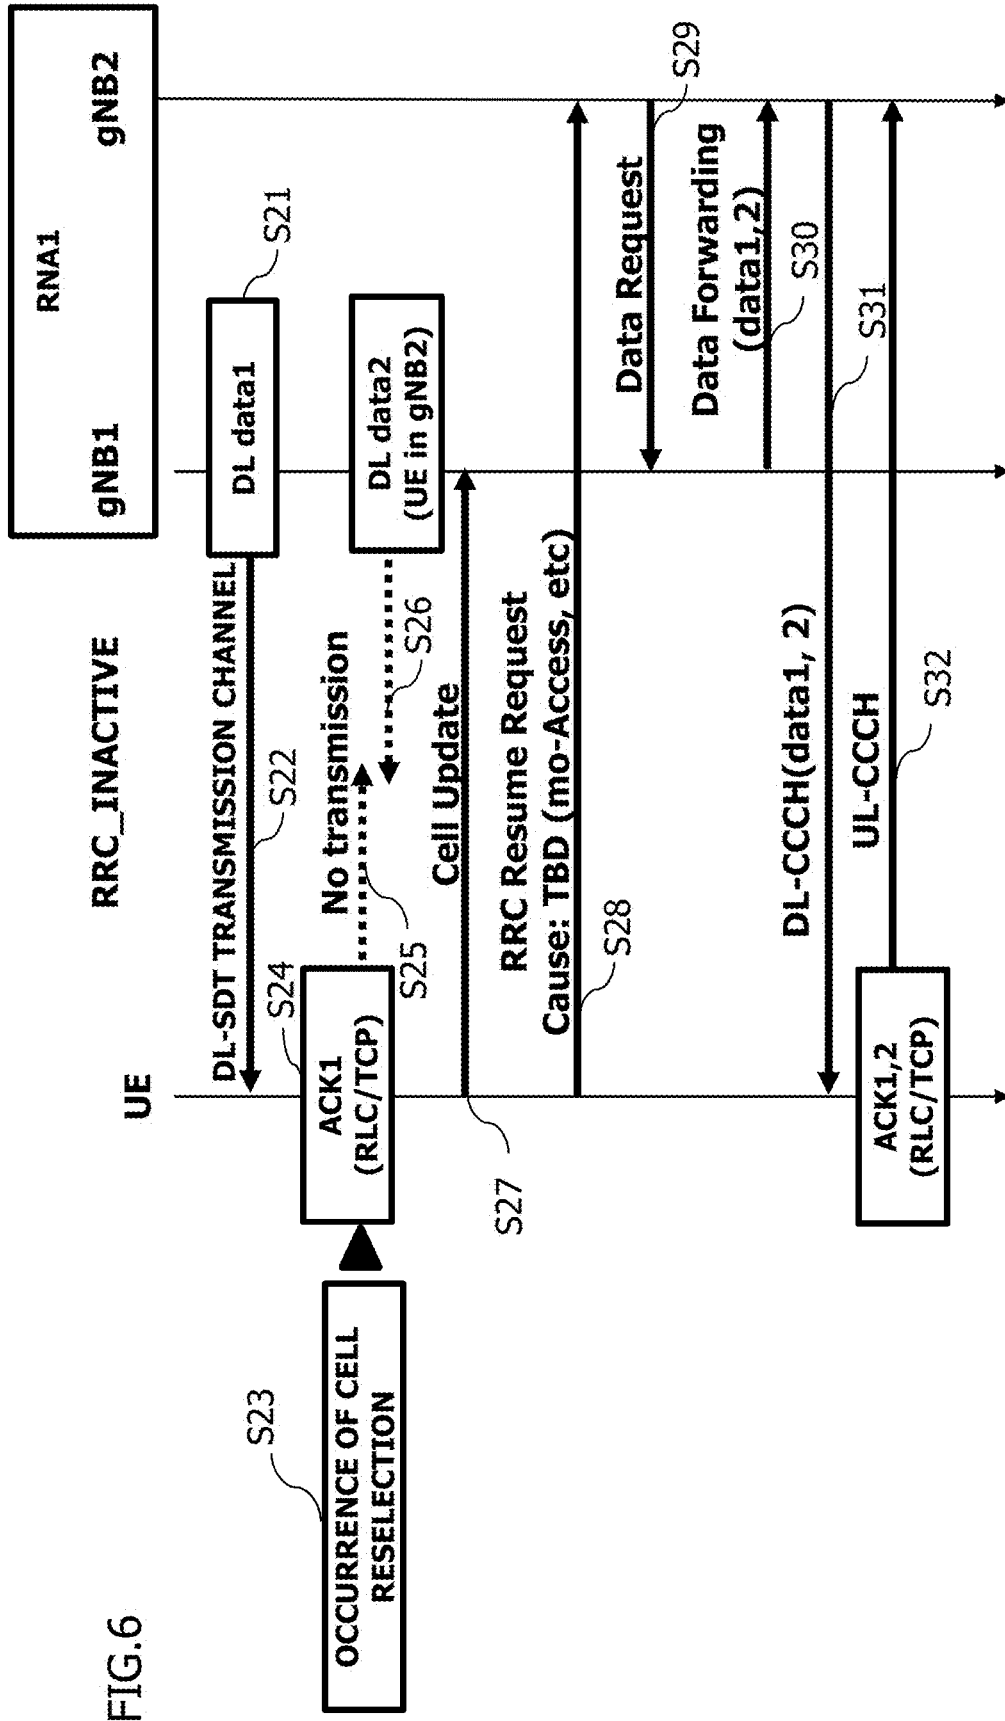 FIG.6
RNA1
gNB1
gNB2
RRC_INACTIVE
UE
DL data1
S21
DL-SDT TRANSMISSION CHANNEL
S22
OCCURRENCE OF CELL
RESELECTION
S23
ACK1
(RLC/TCP)
S24
No transmission
S25
DL data2
(UE in gNB2)
S26
Cell Update
S27
RRC Resume Request
Cause: TBD (mo-Access, etc)
S28
Data Request
S29
Data Forwarding
(data1,2)
S30
DL-CCCH(data1, 2)
S31
UL-CCCH
S32
ACK1,2
(RLC/TCP)